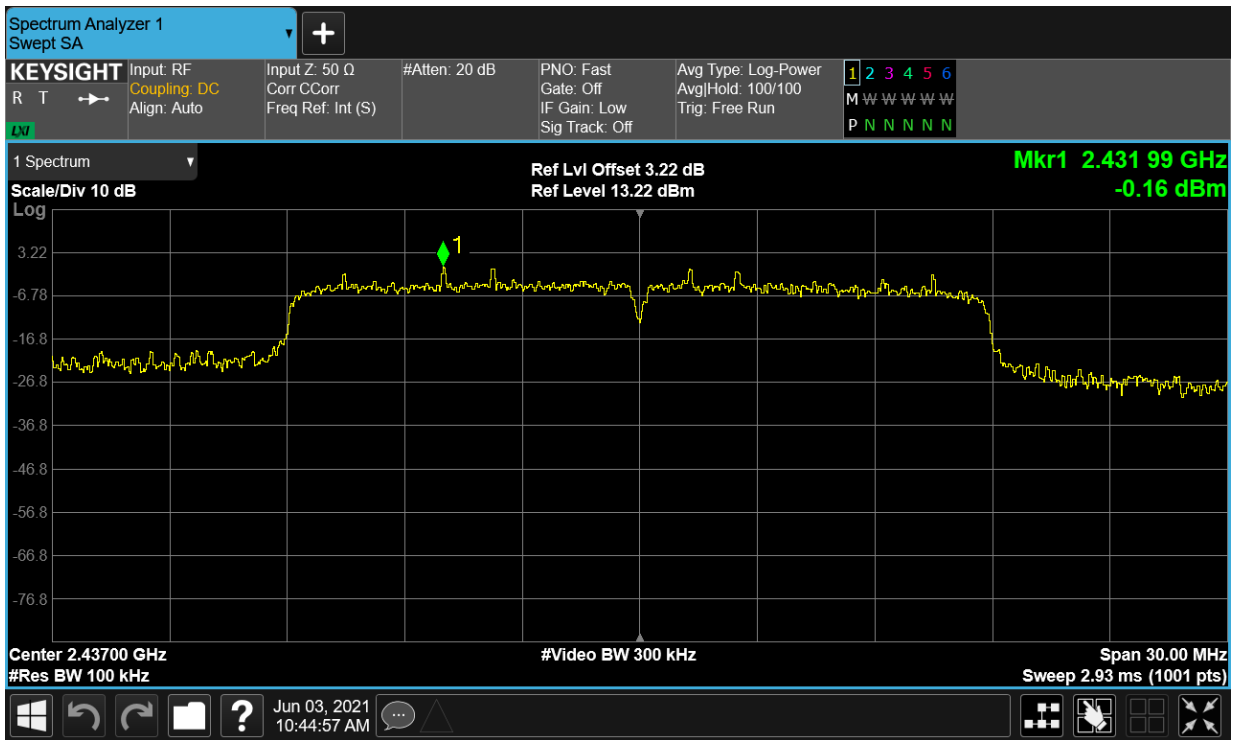 Spectrum Analyzer 1
Swept SA
KEYSIGHT
R T
LXI
Input: RF
Coupling: DC
Align: Auto
Input Z: 50 Ω
Corr CCorr
Freq Ref: Int (S)
#Atten: 20 dB
PNO: Fast
Gate: Off
IF Gain: Low
Sig Track: Off
Avg Type: Log-Power
Avg|Hold: 100/100
Trig: Free Run
1 2 3 4 5 6
M W W W W W
P N N N N N
1 Spectrum
Scale/Div 10 dB
Log
Ref Lvl Offset 3.22 dB
Ref Level 13.22 dBm
Mkr1 2.431 99 GHz
-0.16 dBm
1
3.22
-6.78
-16.8
-26.8
-36.8
-46.8
-56.8
-66.8
-76.8
Center 2.43700 GHz
#Res BW 100 kHz
#Video BW 300 kHz
Span 30.00 MHz
Sweep 2.93 ms (1001 pts)
?
Jun 03, 2021
10:44:57 AM